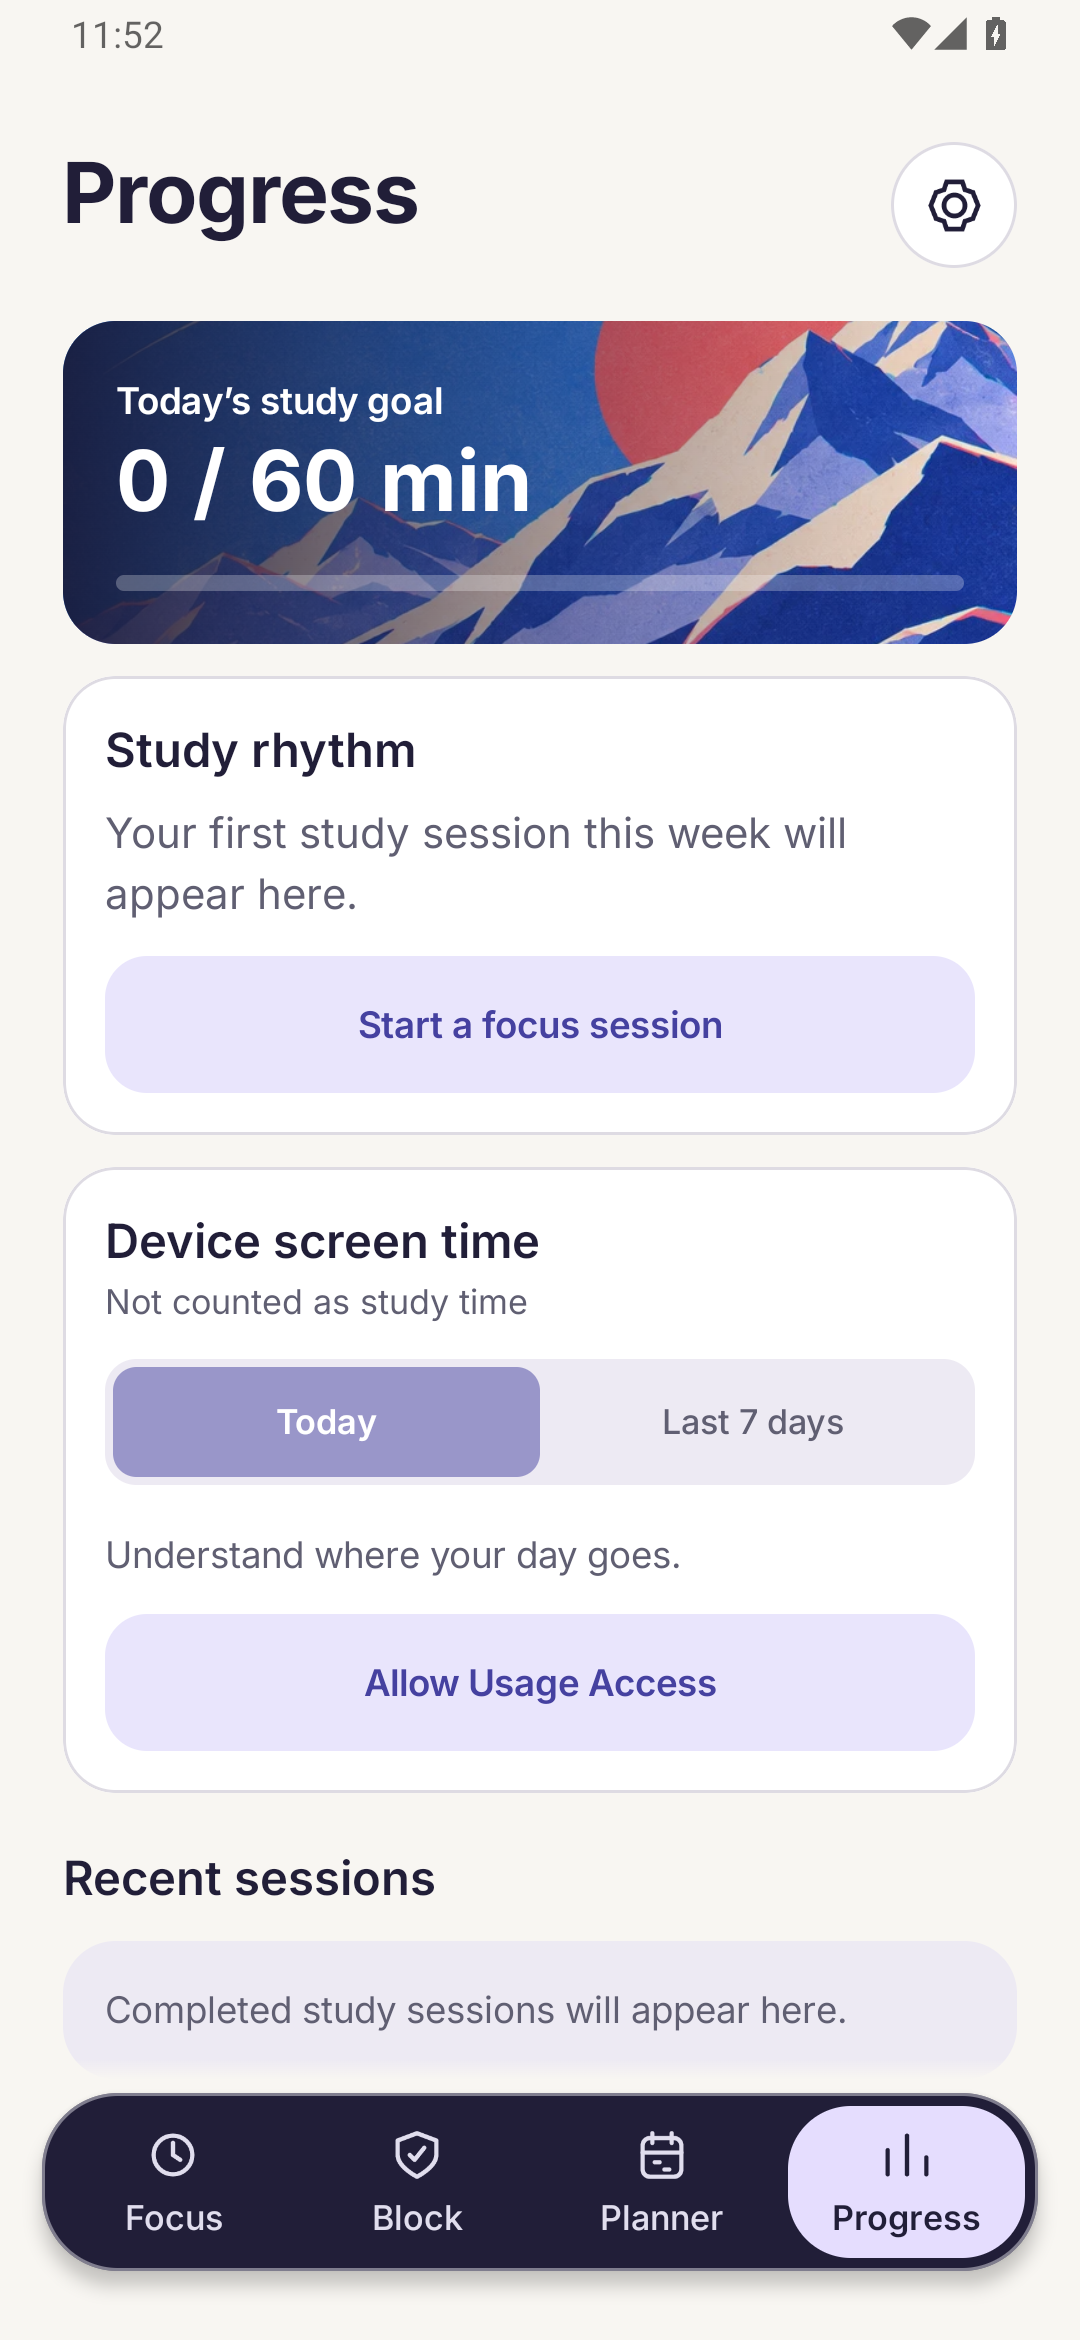 11:52
Progress
Today’s study goal
0 / 60 min
Study rhythm
Your first study session this week will
appear here.
Start a focus session
Device screen time
Not counted as study time
Today
Last 7 days
Understand where your day goes.
Allow Usage Access
Recent sessions
Completed study sessions will appear here.
Focus
Block
Planner
Progress